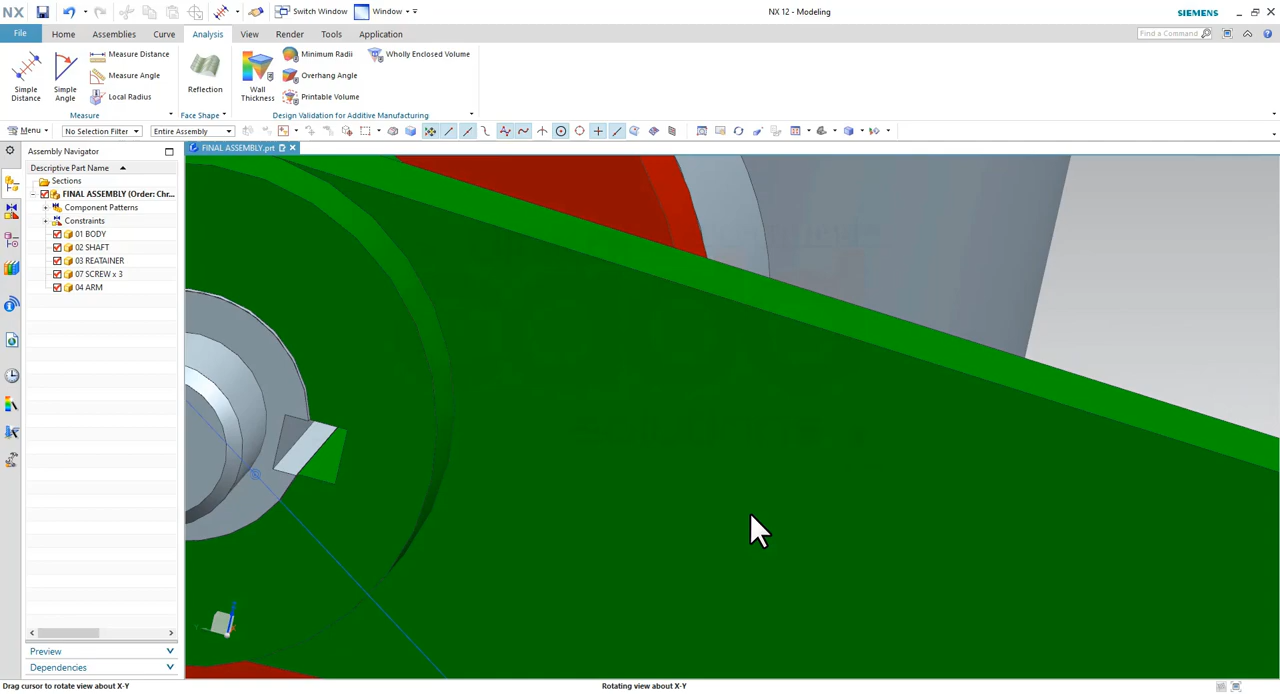 NX
Switch Window
Window
NX 12 - Modeling
SIEMENS
File
Home
Assemblies
Curve
Analysis
View
Render
Tools
Application
Find a Command
Simple Distance
Simple Angle
Measure Distance
Measure Angle
Local Radius
Measure
Reflection
Face Shape
Wall Thickness
Minimum Radii
Overhang Angle
Printable Volume
Wholly Enclosed Volume
Design Validation for Additive Manufacturing
Menu
No Selection Filter
Entire Assembly
Assembly Navigator
FINAL ASSEMBLY.prt
Descriptive Part Name
Sections
FINAL ASSEMBLY (Order: Chr...
Component Patterns
Constraints
01 BODY
02 SHAFT
03 REATAINER
07 SCREW x 3
04 ARM
Preview
Dependencies
Drag cursor to rotate view about X-Y
Rotating view about X-Y